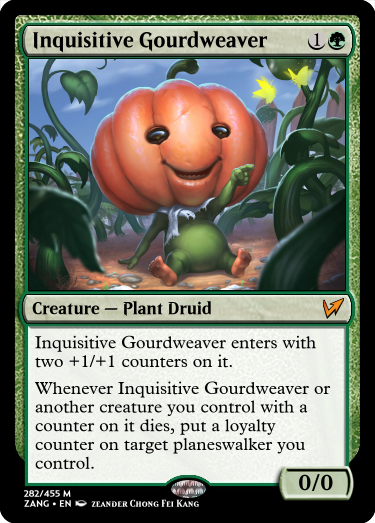 Inquisitive Gourdweaver 1
Creature — Plant Druid
Inquisitive Gourdweaver enters with
two +1/+1 counters on it.
Whenever Inquisitive Gourdweaver or
another creature you control with a
counter on it dies, put a loyalty
counter on target planeswalker you
control.
0/0
282/455 M
ZANG • EN ZEANDER CHONG FEI KANG